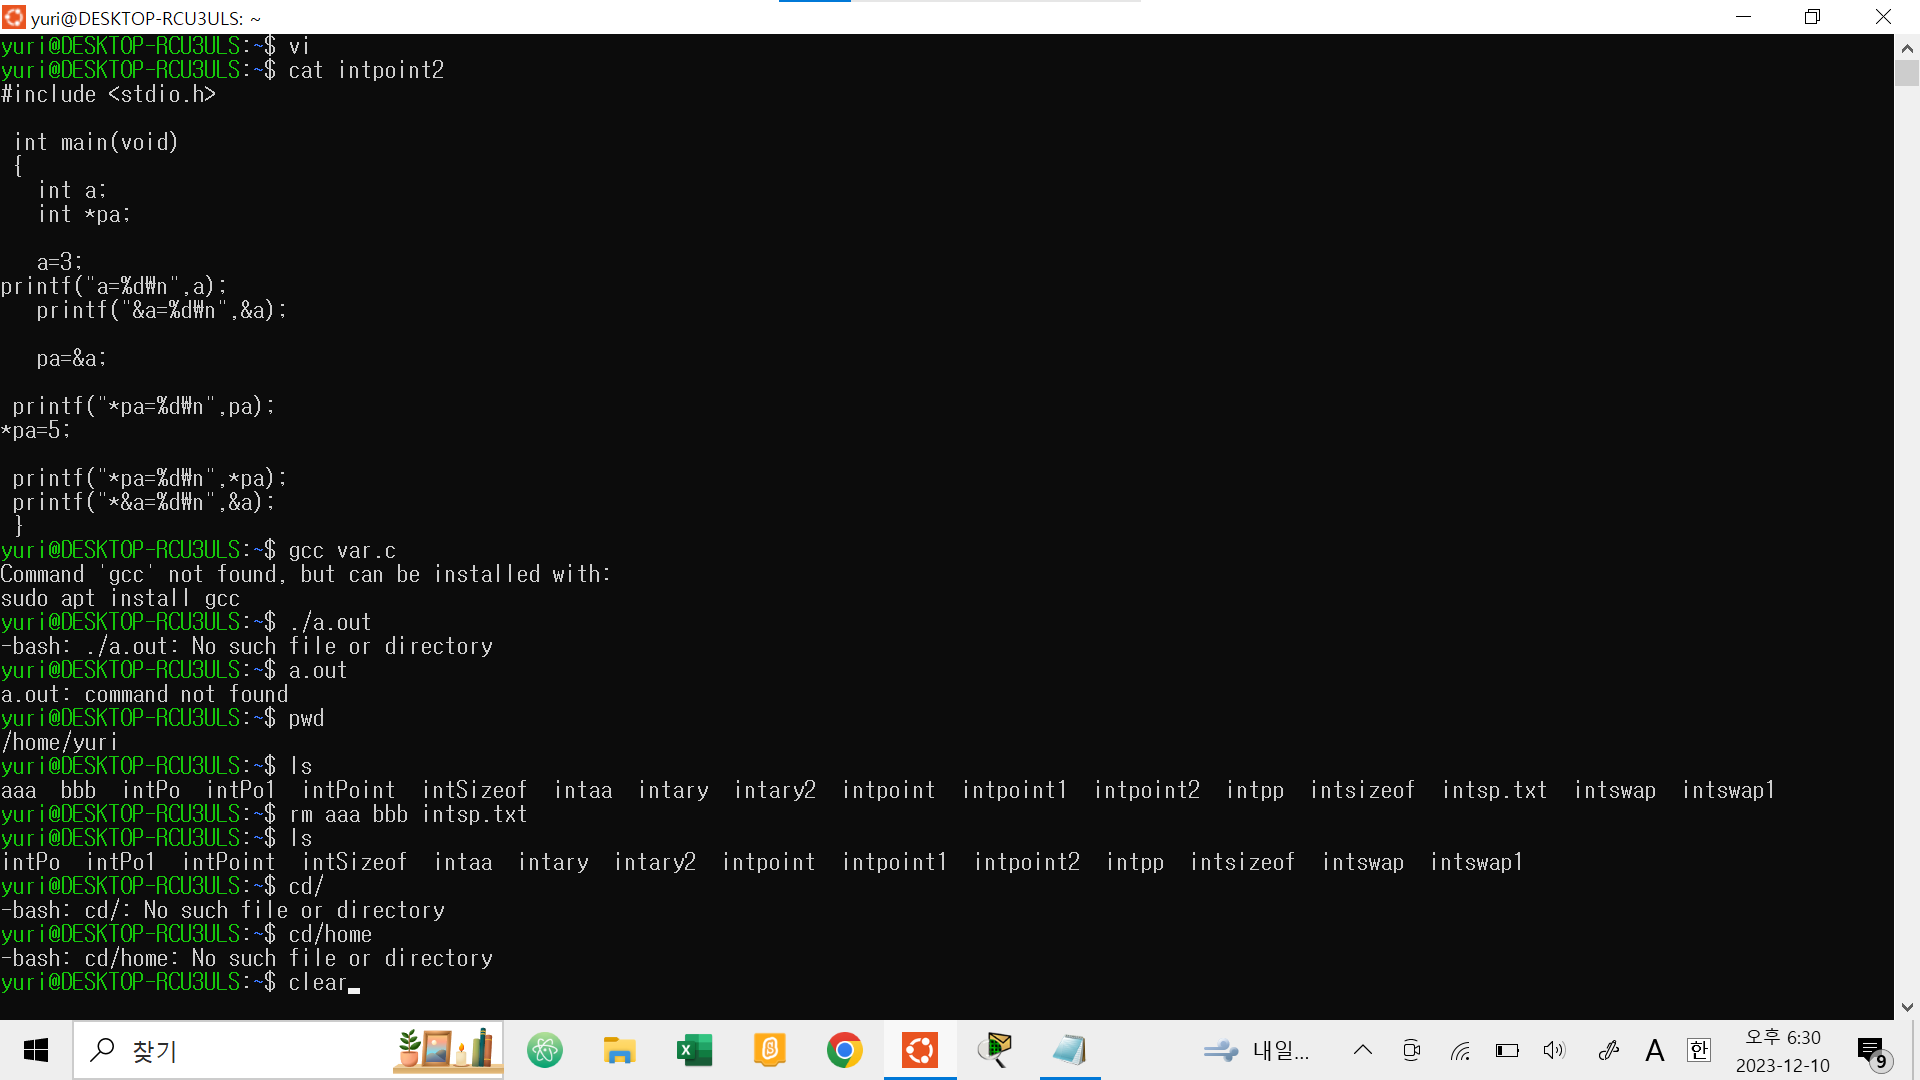 yuri@DESKTOP-RCU3ULS: ~
yuri@DESKTOP-RCU3ULS:~$ vi
yuri@DESKTOP-RCU3ULS:~$ cat intpoint2
#include <stdio.h>
int main(void)
{
int a;
int *pa;
a=3;
printf("a=%d₩n",a);
printf("&a=%d₩n",&a);
pa=&a;
printf("*pa=%d₩n",pa);
*pa=5;
printf("*pa=%d₩n",*pa);
printf("*&a=%d₩n",&a);
}
yuri@DESKTOP-RCU3ULS:~$ gcc var.c
Command 'gcc' not found, but can be installed with:
sudo apt install gcc
yuri@DESKTOP-RCU3ULS:~$ ./a.out
-bash: ./a.out: No such file or directory
yuri@DESKTOP-RCU3ULS:~$ a.out
a.out: command not found
yuri@DESKTOP-RCU3ULS:~$ pwd
/home/yuri
yuri@DESKTOP-RCU3ULS:~$ ls
aaa bbb intPo intPo1 intPoint intSizeof intaa intary intary2 intpoint intpoint1 intpoint2 intpp intsizeof intsp.txt intswap intswap1
yuri@DESKTOP-RCU3ULS:~$ rm aaa bbb intsp.txt
yuri@DESKTOP-RCU3ULS:~$ ls
intPo intPo1 intPoint intSizeof intaa intary intary2 intpoint intpoint1 intpoint2 intpp intsizeof intswap intswap1
yuri@DESKTOP-RCU3ULS:~$ cd/
-bash: cd/: No such file or directory
yuri@DESKTOP-RCU3ULS:~$ cd/home
-bash: cd/home: No such file or directory
yuri@DESKTOP-RCU3ULS:~$ clear
찾기
내일...
A
한
오후 6:30
2023-12-10
9